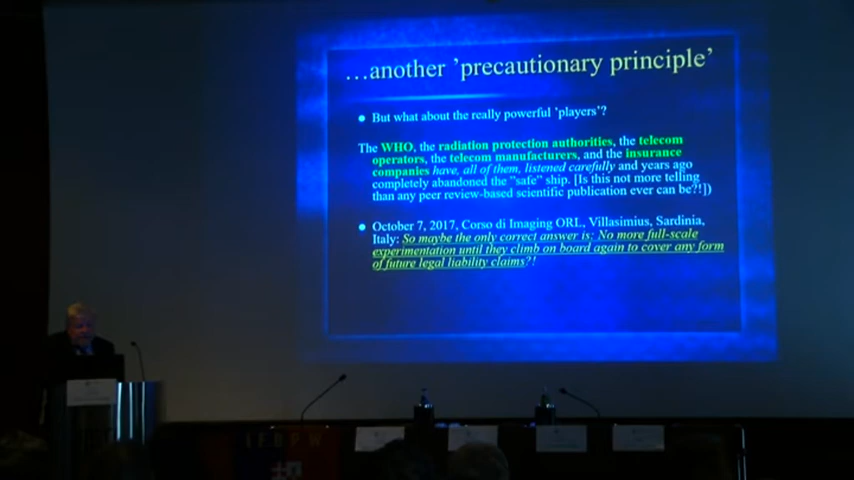 …another 'precautionary principle'
● But what about the really powerful 'players'?
The WHO, the radiation protection authorities, the telecom
operators, the telecom manufacturers, and the insurance
companies have, all of them, listened carefully and years ago
completely abandoned the "safe" ship. [Is this not more telling
than any peer review-based scientific publication ever can be?!])
● October 7, 2017, Corso di Imaging ORL, Villasimius, Sardinia,
Italy: So maybe the only correct answer is: No more full-scale
experimentation until they climb on board again to cover any form
of future legal liability claims?!